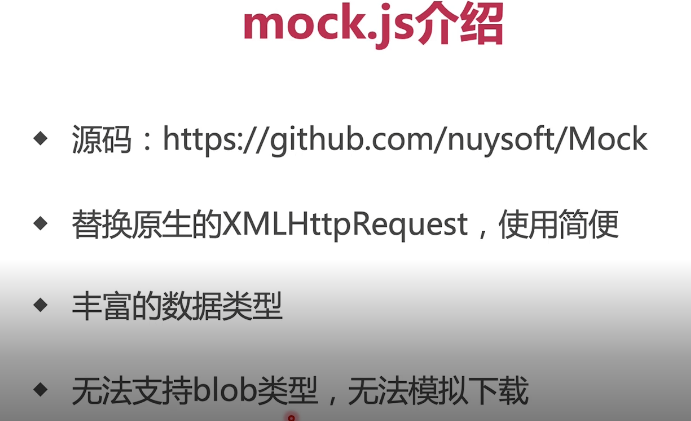 mock.js介绍
源码：https://github.com/nuysoft/Mock
替换原生的XMLHttpRequest，使用简便
丰富的数据类型
无法支持blob类型，无法模拟下载